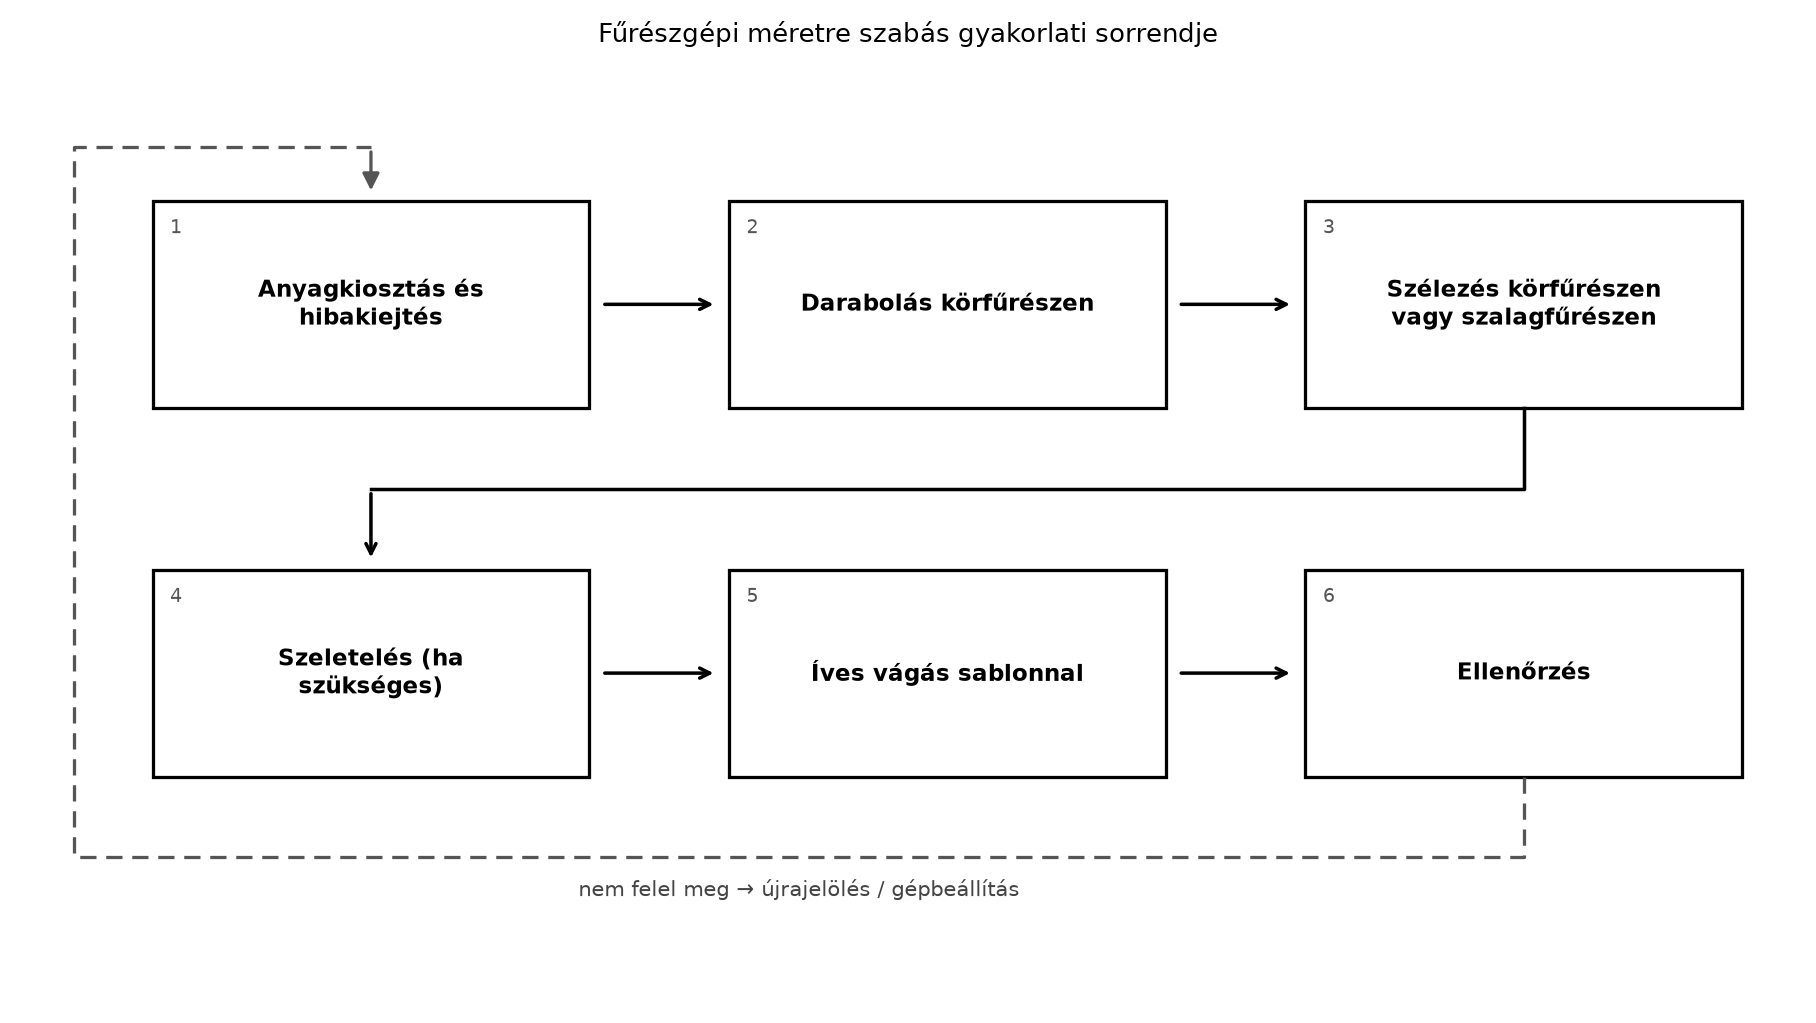 Fűrészgépi méretre szabás gyakorlati sorrendje
1
Anyagkiosztás és
hibakiejtés
2
Darabolás körfűrészen
3
Szélezés körfűrészen
vagy szalagfűrészen
4
Szeletelés (ha
szükséges)
5
Íves vágás sablonnal
6
Ellenőrzés
nem felel meg → újrajelölés / gépbeállítás